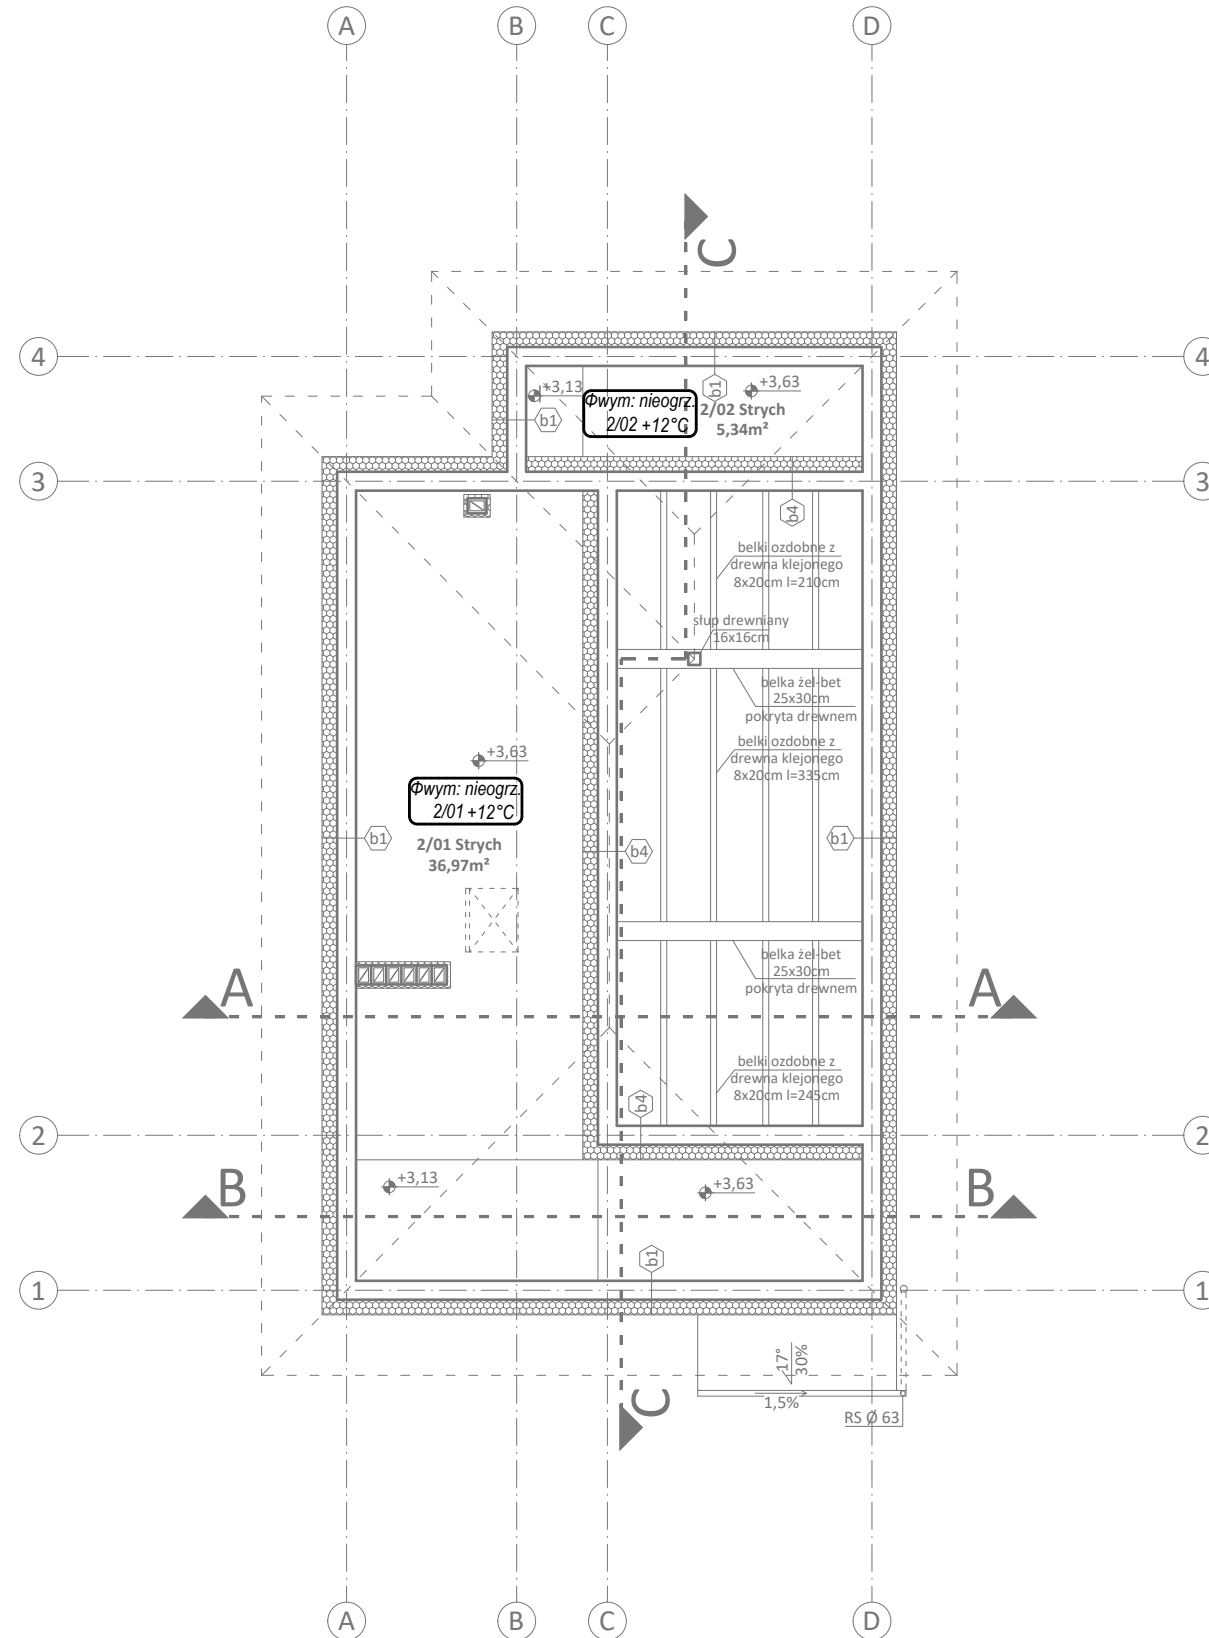 A
B
C
D
C
4
4
+3,13
Φwym: nieogrz.
2/02 +12°C
b1
+3,63
2/02 Strych
5,34m²
b1
3
3
b4
belki ozdobne z
drewna klejonego
8x20cm l=210cm
słup drewniany
16x16cm
belka żel-bet
25x30cm
pokryta drewnem
belki ozdobne z
drewna klejonego
8x20cm l=335cm
+3,63
Φwym: nieogrz.
2/01 +12°C
2/01 Strych
36,97m²
b1
b4
b1
belka żel-bet
25x30cm
pokryta drewnem
A
A
belki ozdobne z
drewna klejonego
8x20cm l=245cm
b4
2
2
+3,13
+3,63
B
B
b1
1
1
17°
30%
1,5%
RS Ø 63
C
A
B
C
D